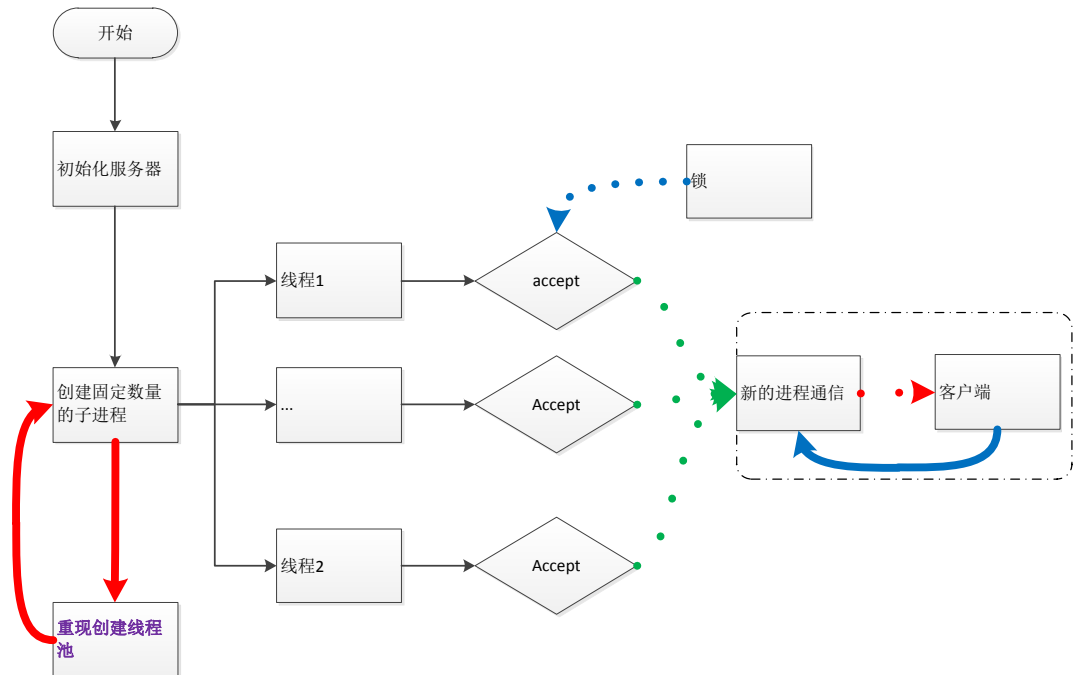 开始
初始化服务器
锁
线程1
accept
创建固定数量
的子进程
...
Accept
新的进程通信
客户端
线程2
Accept
重现创建线程
池